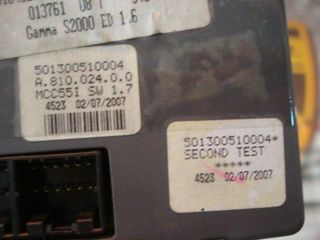 013761 08
Gamma S2000 ED 1.6
501300510004
A.810.024.0.0
MCC55I SW 1.7
4523 02/07/2007
501300510004*
SECOND TEST
*****
4523 02/07/2007